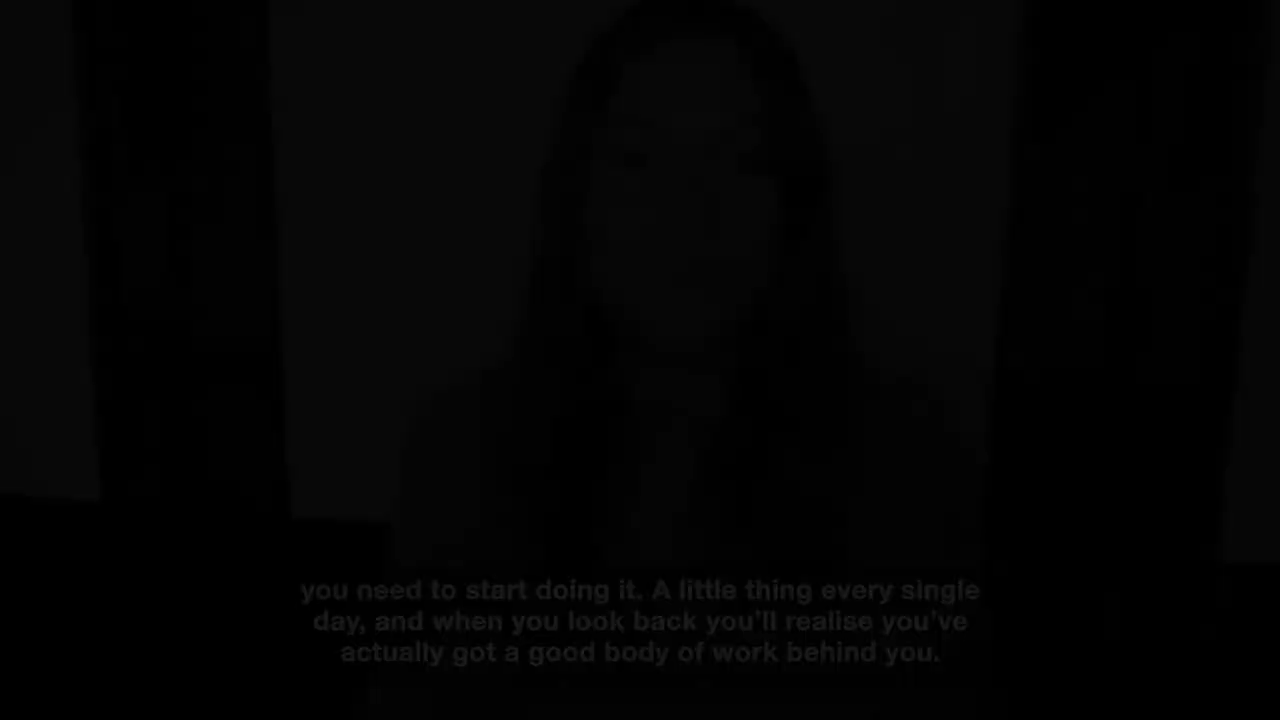 you need to start doing it. A little thing every single
day, and when you look back you'll realise you've
actually got a good body of work behind you.